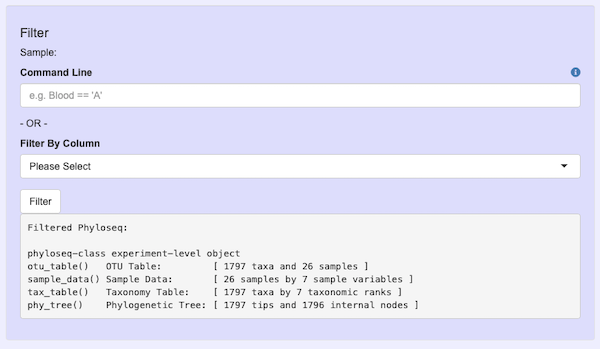 Filter
Sample:
Command Line
e.g. Blood == 'A'
- OR -
Filter By Column
Please Select
Filter
Filtered Phyloseq:
phyloseq-class experiment-level object
otu_table()   OTU Table:         [ 1797 taxa and 26 samples ]
sample_data() Sample Data:       [ 26 samples by 7 sample variables ]
tax_table()   Taxonomy Table:    [ 1797 taxa by 7 taxonomic ranks ]
phy_tree()    Phylogenetic Tree: [ 1797 tips and 1796 internal nodes ]